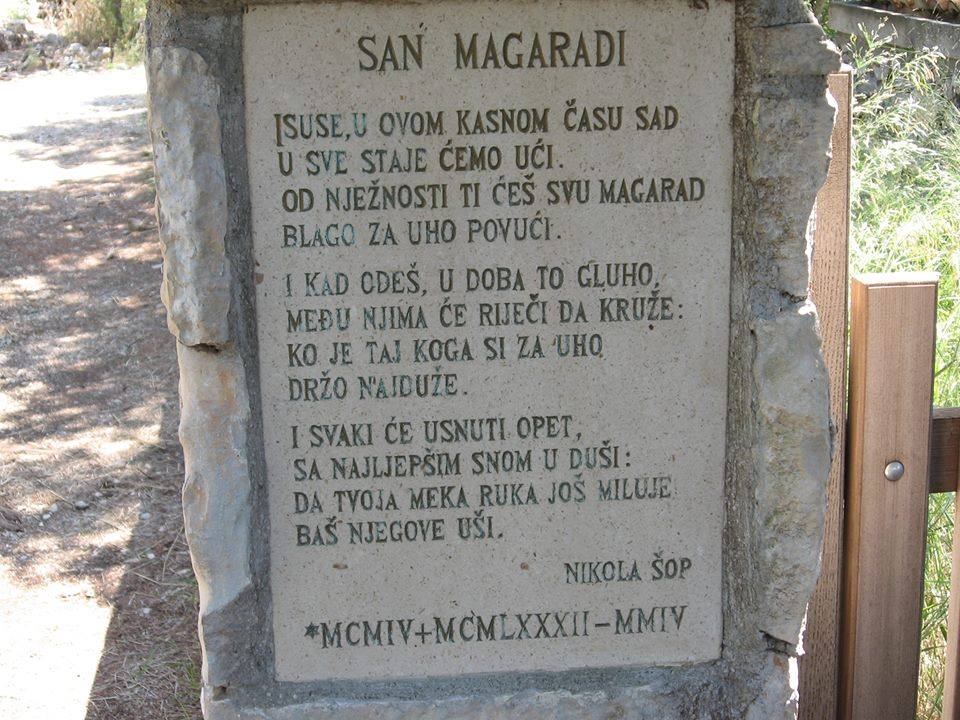 SAN MAGARADI
ISUSE, U OVOM KASNOM ČASU SAD
U SVE STAJE ĆEMO UĆI.
OD NJEŽNOSTI TI ĆEŠ SVU MAGARAD
BLAGO ZA UHO POVUĆI.
I KAD ODEŠ, U DOBA TO GLUHO,
MEĐU NJIMA ĆE RIJEČI DA KRUŽE:
KO JE TAJ KOGA SI ZA UHO
DRŽO NAJDUŽE.
I SVAKI ĆE USNUTI OPET,
SA NAJLJEPŠIM SNOM U DUŠI:
DA TVOJA MEKA RUKA JOŠ MILUJE
BAŠ NJEGOVE UŠI.
NIKOLA ŠOP
*MCMIV+MCMLXXXII-MMIV